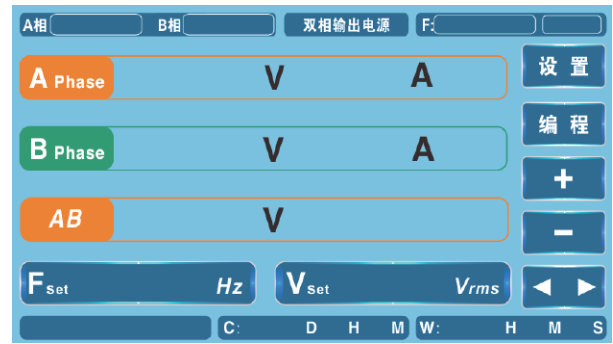 A相 B相 双相输出电源 F:
A Phase V A 设 置
B Phase V A 编 程
+
AB V −
Fset Hz Vset Vrms ◀ ▶
C: D H M W: H M S